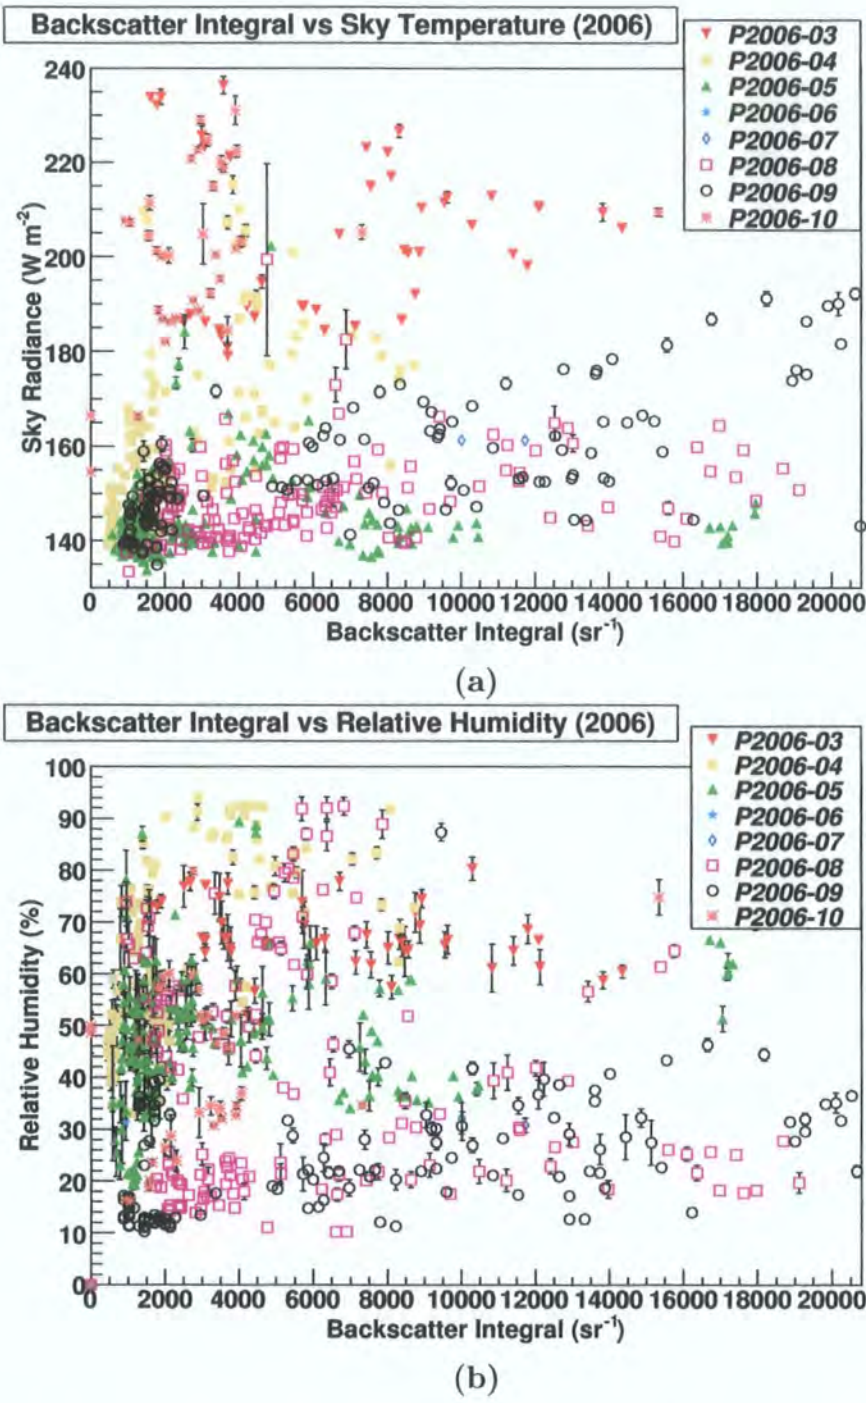 Backscatter Integral vs Sky Temperature (2006)
P2006-03
P2006-04
P2006-05
P2006-06
P2006-07
P2006-08
P2006-09
P2006-10
Sky Radiance (W m⁻²)
240
220
200
180
160
140
0 2000 4000 6000 8000 10000 12000 14000 16000 18000 20000
Backscatter Integral (sr⁻¹)
(a)
Backscatter Integral vs Relative Humidity (2006)
P2006-03
P2006-04
P2006-05
P2006-06
P2006-07
P2006-08
P2006-09
P2006-10
Relative Humidity (%)
100
90
80
70
60
50
40
30
20
10
0
0 2000 4000 6000 8000 10000 12000 14000 16000 18000 20000
Backscatter Integral (sr⁻¹)
(b)